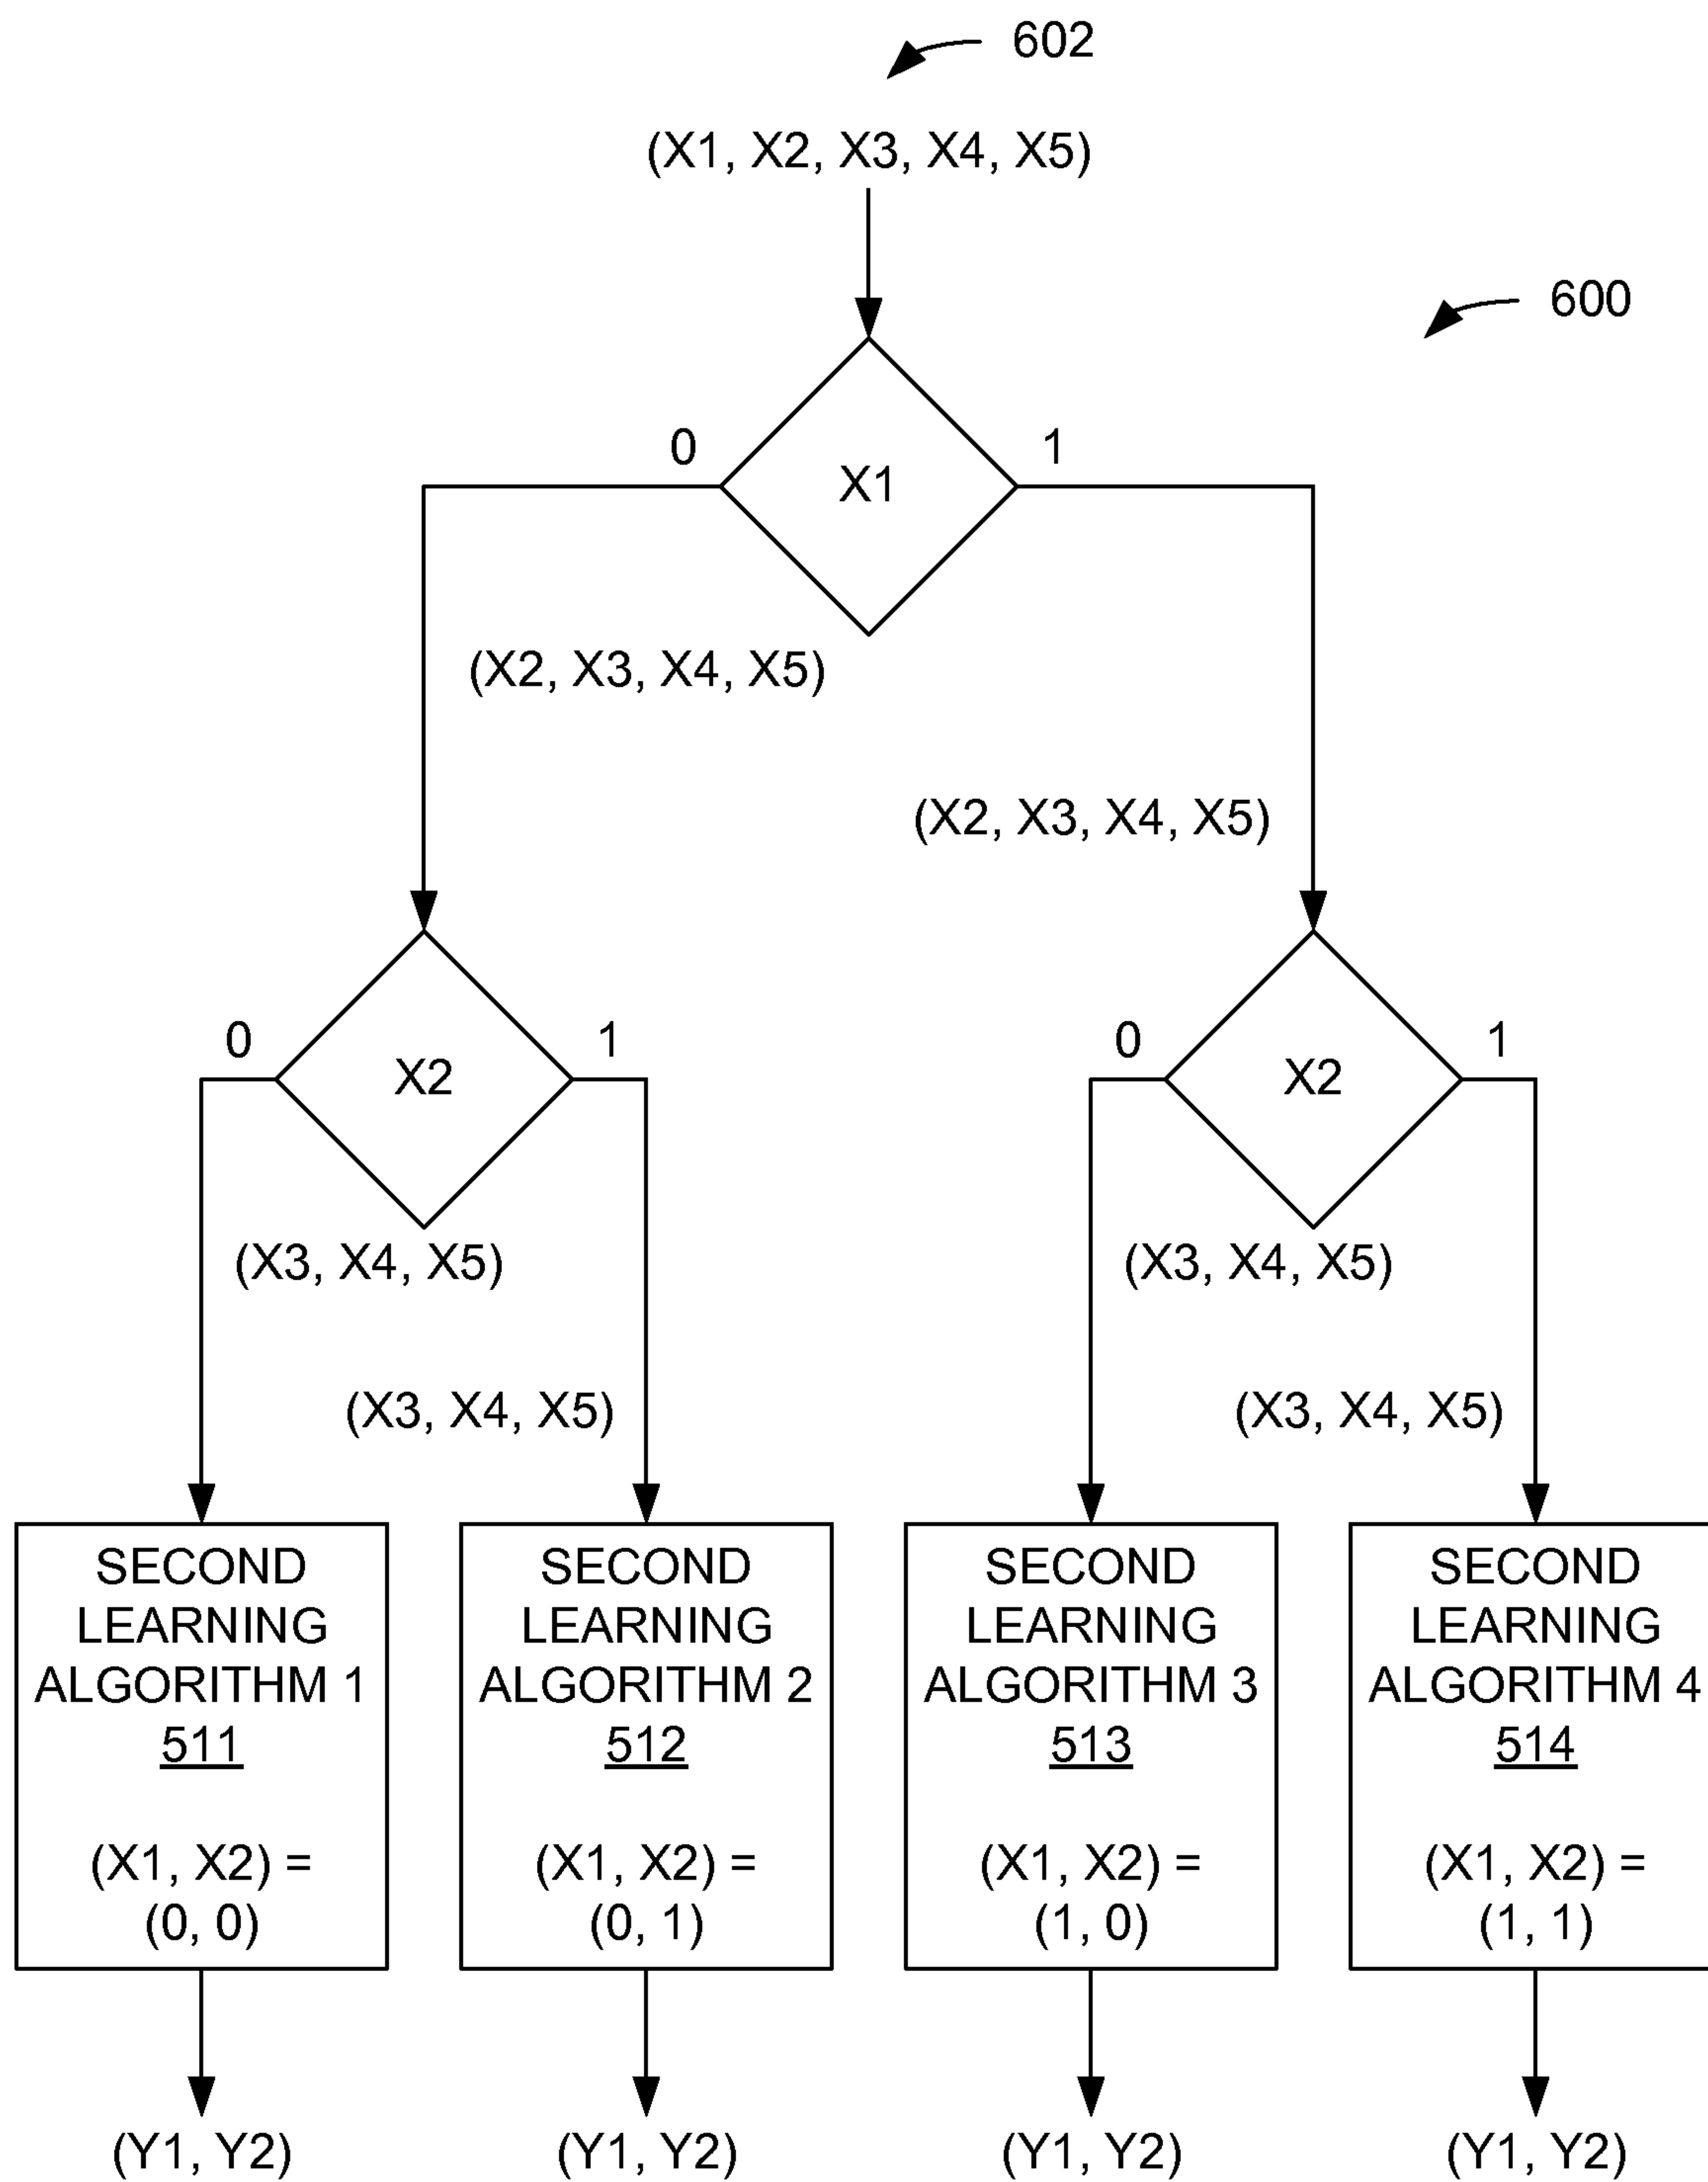 602
(X1, X2, X3, X4, X5)
600
0
1
X1
(X2, X3, X4, X5)
(X2, X3, X4, X5)
0
1
X2
0
1
X2
(X3, X4, X5)
(X3, X4, X5)
(X3, X4, X5)
(X3, X4, X5)
SECOND
LEARNING
ALGORITHM 1
511
(X1, X2) =
(0, 0)
SECOND
LEARNING
ALGORITHM 2
512
(X1, X2) =
(0, 1)
SECOND
LEARNING
ALGORITHM 3
513
(X1, X2) =
(1, 0)
SECOND
LEARNING
ALGORITHM 4
514
(X1, X2) =
(1, 1)
(Y1, Y2)
(Y1, Y2)
(Y1, Y2)
(Y1, Y2)